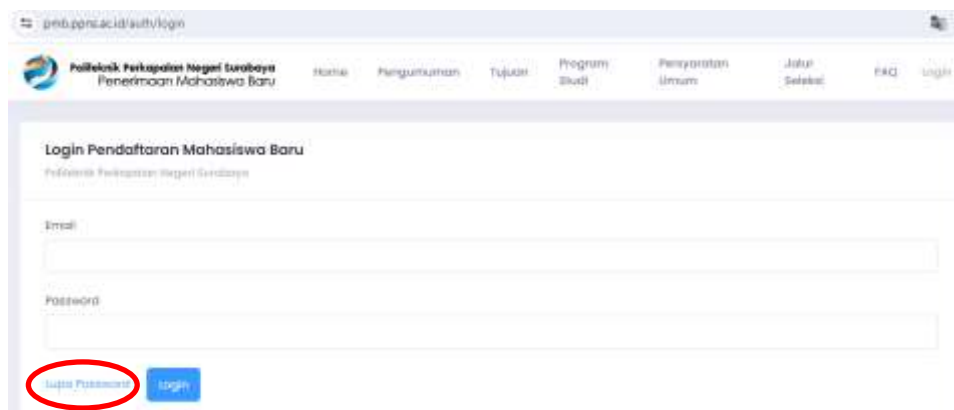 pmb.ppns.ac.id/auth/login
Politeknik Perkapalan Negeri Surabaya
Penerimaan Mahasiswa Baru
Home
Pengumuman
Tujuan
Program
Studi
Persyaratan
Umum
Jalur
Seleksi
FAQ
Login
Login Pendaftaran Mahasiswa Baru
Politeknik Perkapalan Negeri Surabaya
Email
Password
Lupa Password
Login